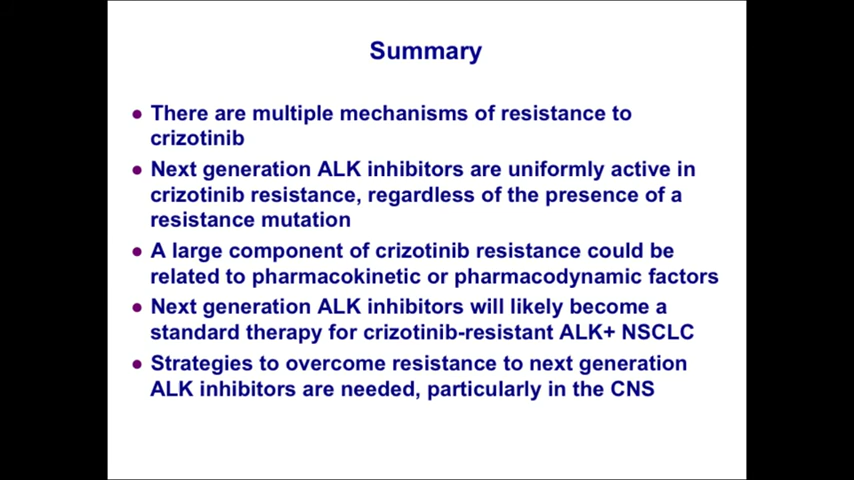 Summary
● There are multiple mechanisms of resistance to
crizotinib
● Next generation ALK inhibitors are uniformly active in
crizotinib resistance, regardless of the presence of a
resistance mutation
● A large component of crizotinib resistance could be
related to pharmacokinetic or pharmacodynamic factors
● Next generation ALK inhibitors will likely become a
standard therapy for crizotinib-resistant ALK+ NSCLC
● Strategies to overcome resistance to next generation
ALK inhibitors are needed, particularly in the CNS